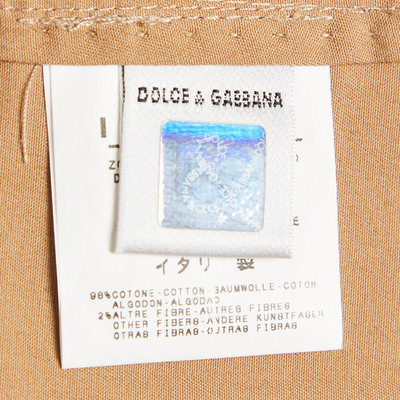 DOLCE & GABBANA
イタリ 製
98%COTONE-COTTON-BAUMWOLLE-COTON
ALGODON-ALGODAO
2%ALTRE FIBRE-AUTRES FIBRES
OTHER FIBERS-ANDERE KUNSTFASER
OTRAS FIBRAS-OUTRAS FIBRAS